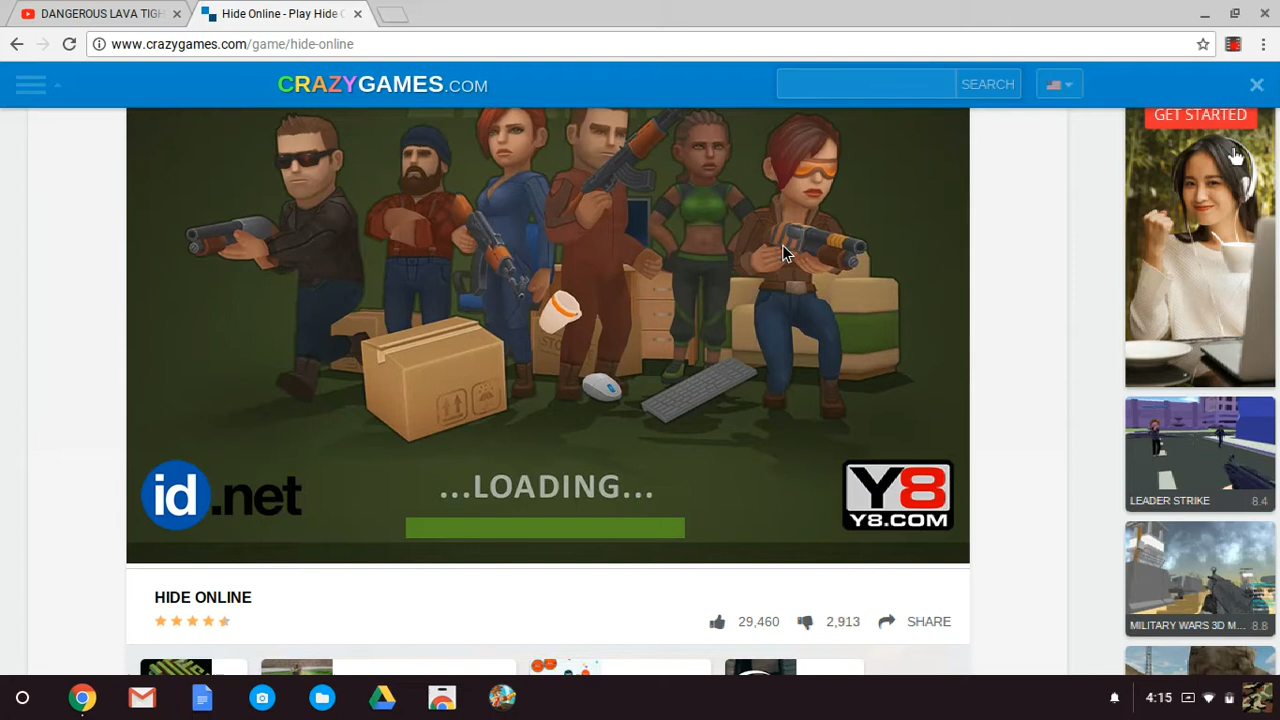 DANGEROUS LAVA TIGH
Hide Online - Play Hide O
www.crazygames.com/game/hide-online
CRAZYGAMES.COM
SEARCH
GET STARTED
id.net
...LOADING...
Y8
Y8.COM
LEADER STRIKE 8.4
MILITARY WARS 3D M... 8.8
HIDE ONLINE
29,460 2,913 SHARE
4:15